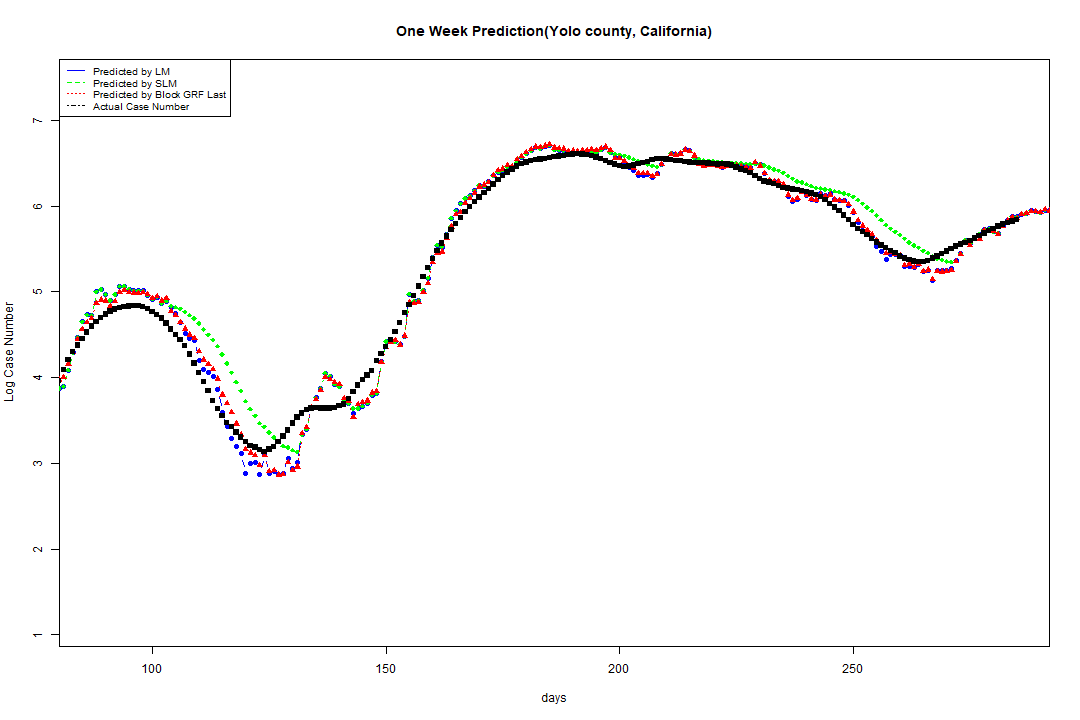 One Week Prediction(Yolo county, California)
Predicted by LM
Predicted by SLM
Predicted by Block GRF Last
Actual Case Number
7
6
5
4
3
2
1
Log Case Number
100 150 200 250
days